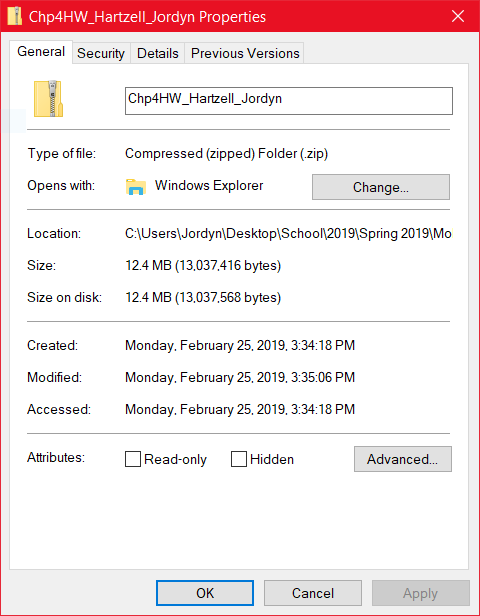 Chp4HW_Hartzell_Jordyn Properties
General Security Details Previous Versions
Chp4HW_Hartzell_Jordyn
Type of file: Compressed (zipped) Folder (.zip)
Opens with: Windows Explorer Change...
Location: C:\Users\Jordyn\Desktop\School\2019\Spring 2019\Mo
Size: 12.4 MB (13,037,416 bytes)
Size on disk: 12.4 MB (13,037,568 bytes)
Created: Monday, February 25, 2019, 3:34:18 PM
Modified: Monday, February 25, 2019, 3:35:06 PM
Accessed: Monday, February 25, 2019, 3:34:18 PM
Attributes: Read-only Hidden Advanced...
OK Cancel Apply